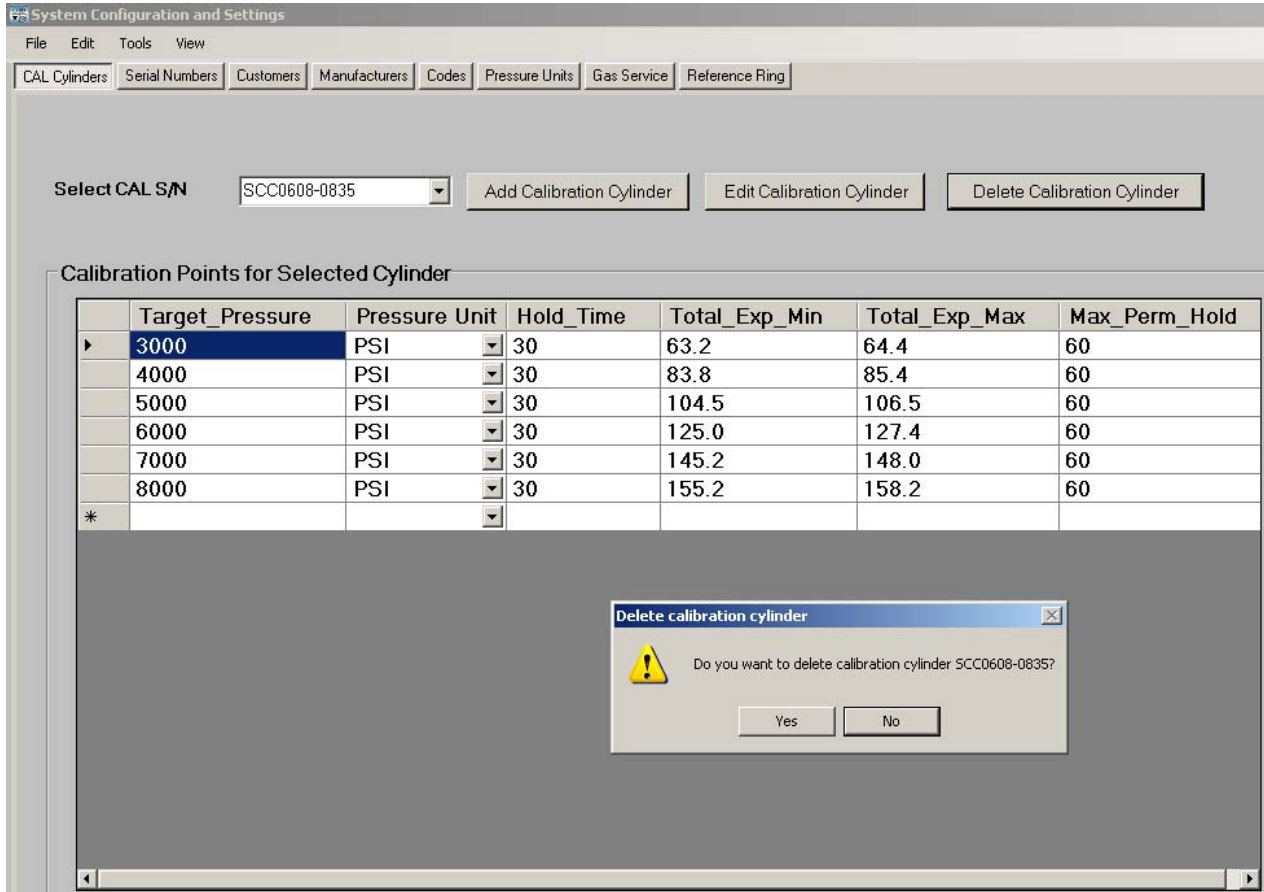 System Configuration and Settings
File Edit Tools View
CAL Cylinders Serial Numbers Customers Manufacturers Codes Pressure Units Gas Service Reference Ring
Select CAL S/N SCC0608-0835 Add Calibration Cylinder Edit Calibration Cylinder Delete Calibration Cylinder
Calibration Points for Selected Cylinder
Target_Pressure Pressure Unit Hold_Time Total_Exp_Min Total_Exp_Max Max_Perm_Hold
3000 PSI 30 63.2 64.4 60
4000 PSI 30 83.8 85.4 60
5000 PSI 30 104.5 106.5 60
6000 PSI 30 125.0 127.4 60
7000 PSI 30 145.2 148.0 60
8000 PSI 30 155.2 158.2 60
*
Delete calibration cylinder
Do you want to delete calibration cylinder SCC0608-0835?
Yes No